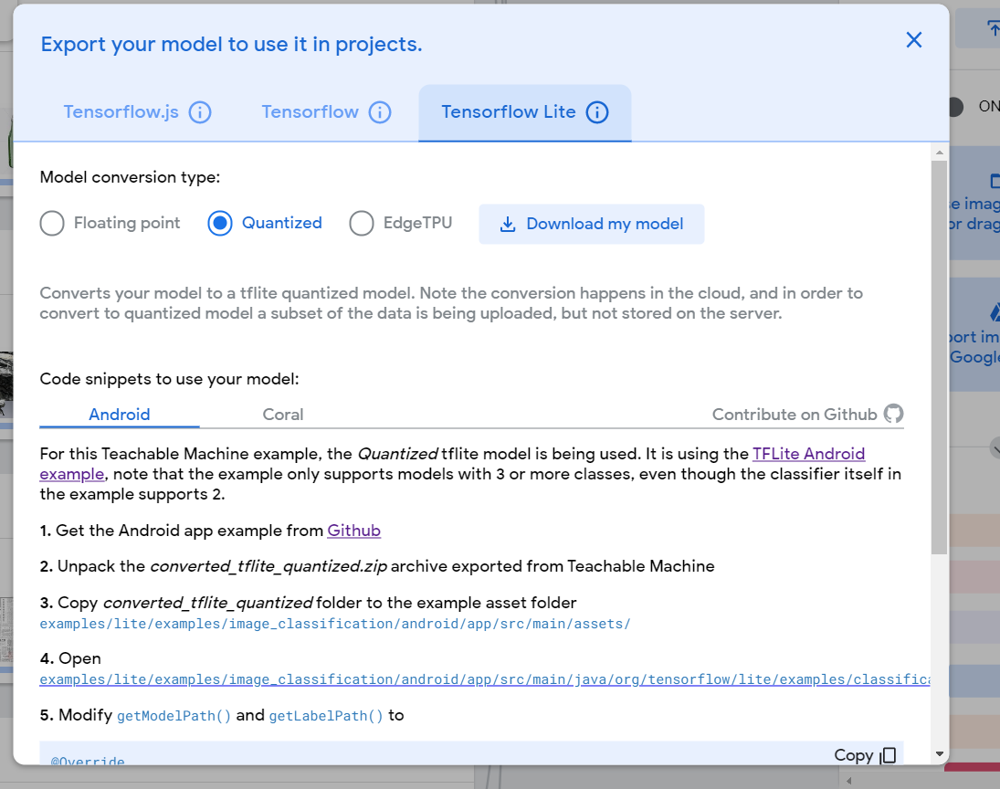 Export your model to use it in projects.
Tensorflow.js
Tensorflow
Tensorflow Lite
ON
Model conversion type:
Floating point
Quantized
EdgeTPU
Download my model
or drag
Converts your model to a tflite quantized model. Note the conversion happens in the cloud, and in order to
convert to quantized model a subset of the data is being uploaded, but not stored on the server.
Google
Code snippets to use your model:
Android
Coral
Contribute on Github
For this Teachable Machine example, the Quantized tflite model is being used. It is using the TFLite Android
example, note that the example only supports models with 3 or more classes, even though the classifier itself in
the example supports 2.
1. Get the Android app example from Github
2. Unpack the converted_tflite_quantized.zip archive exported from Teachable Machine
3. Copy converted_tflite_quantized folder to the example asset folder
examples/lite/examples/image_classification/android/app/src/main/assets/
4. Open
examples/lite/examples/image_classification/android/app/src/main/java/org/tensorflow/lite/examples/classifica
5. Modify getModelPath() and getLabelPath() to
@Override
Copy